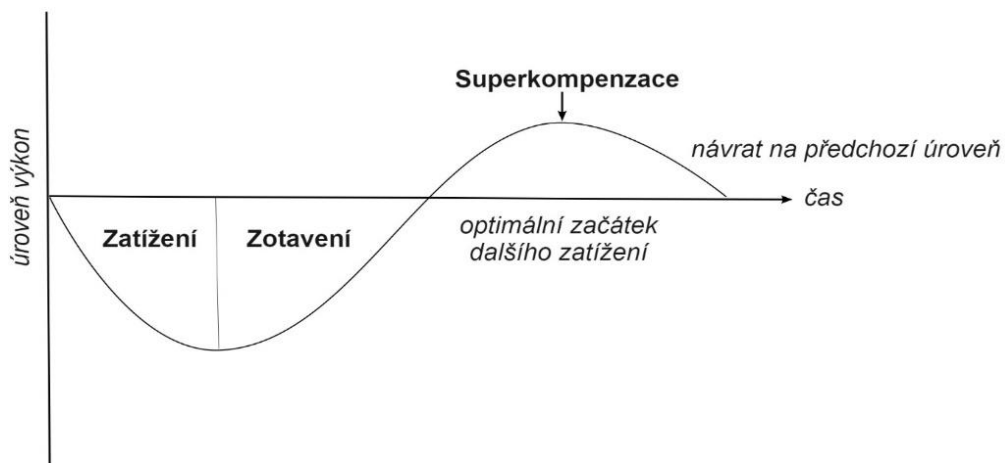 Superkompenzace
návrat na předchozí úroveň
úroveň výkon
čas
Zatížení
Zotavení
optimální začátek
dalšího zatížení